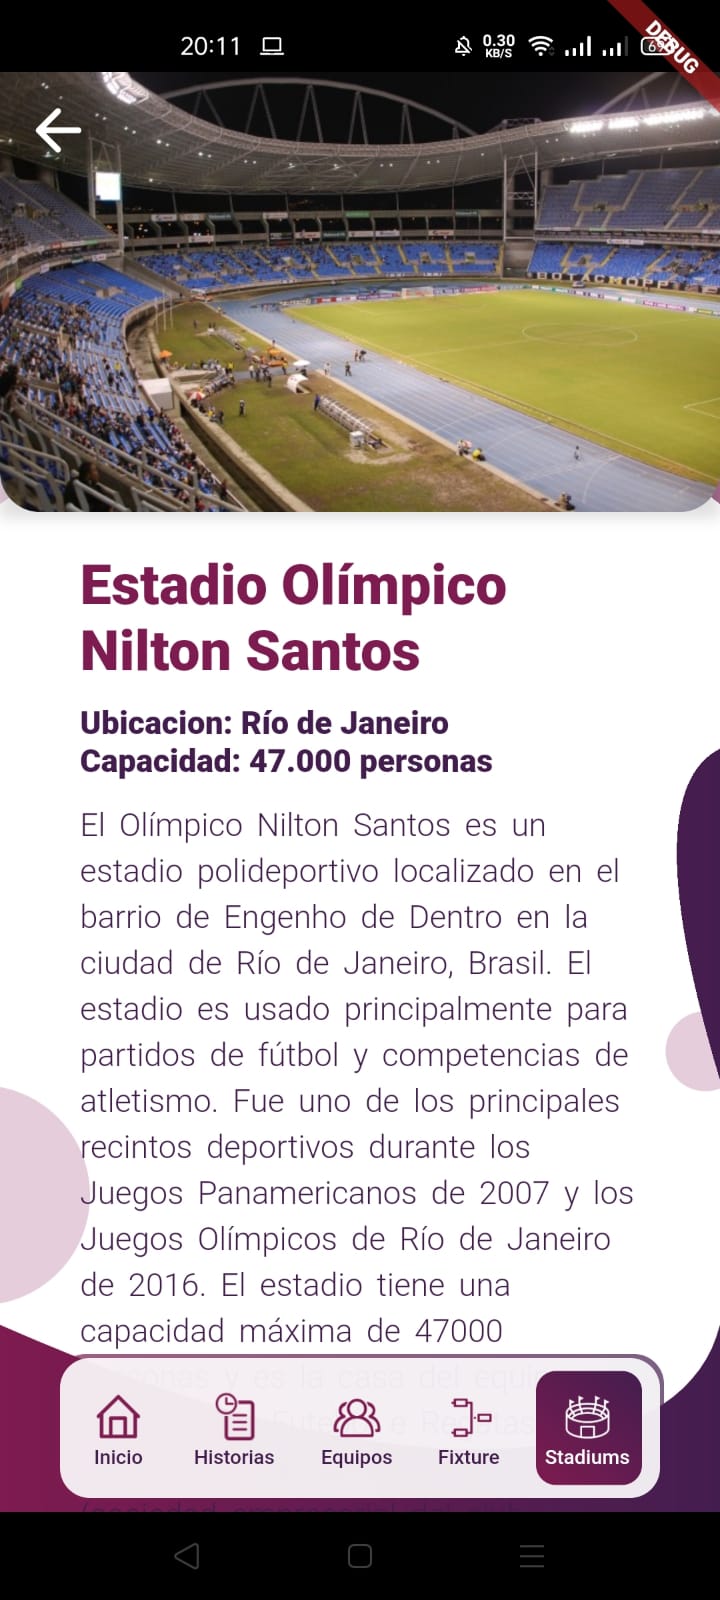 20:11
0.30
KB/S
DEBUG
Estadio Olímpico
Nilton Santos
Ubicacion: Río de Janeiro
Capacidad: 47.000 personas
El Olímpico Nilton Santos es un
estadio polideportivo localizado en el
barrio de Engenho de Dentro en la
ciudad de Río de Janeiro, Brasil. El
estadio es usado principalmente para
partidos de fútbol y competencias de
atletismo. Fue uno de los principales
recintos deportivos durante los
Juegos Panamericanos de 2007 y los
Juegos Olímpicos de Río de Janeiro
de 2016. El estadio tiene una
capacidad máxima de 47000
y es la casa del
Inicio
Historias
Equipos
Fixture
Stadiums